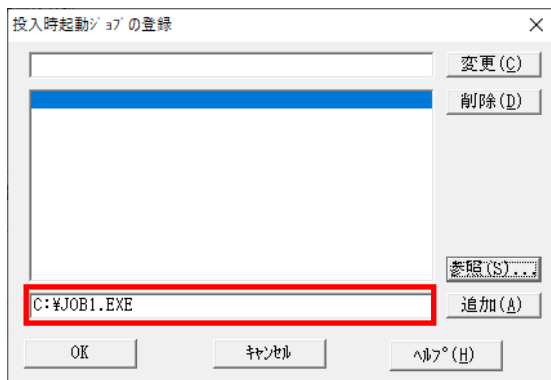 投入時起動ｼﾞｮﾌﾞの登録
変更(C)
削除(D)
参照(S)...
C:¥JOB1.EXE
追加(A)
OK
ｷｬﾝｾﾙ
ﾍﾙﾌﾟ(H)